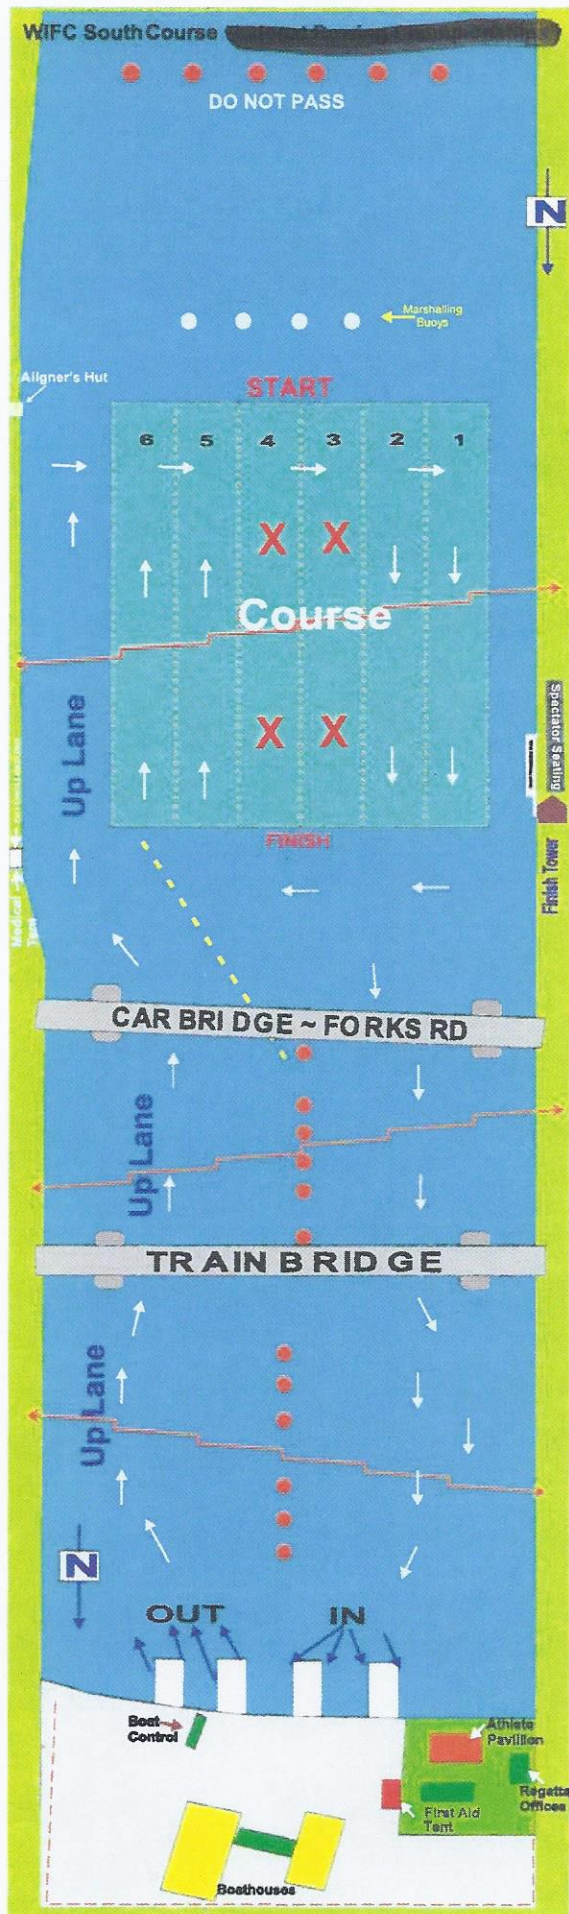 WIFC South Course
DO NOT PASS
N
Marshalling
Buoys
START
Aligner's Hut
6 5 4 3 2 1
X X
Course
X X
Up Lane
Spectator Seating
FINISH
Finish Tower
Medical
Tent
CAR BRIDGE ~ FORKS RD
Up Lane
TRAIN BRIDGE
Up Lane
N
OUT IN
Boat
Control
Athlete
Pavillion
Regatta
Offices
First Aid
Tent
Boathouses